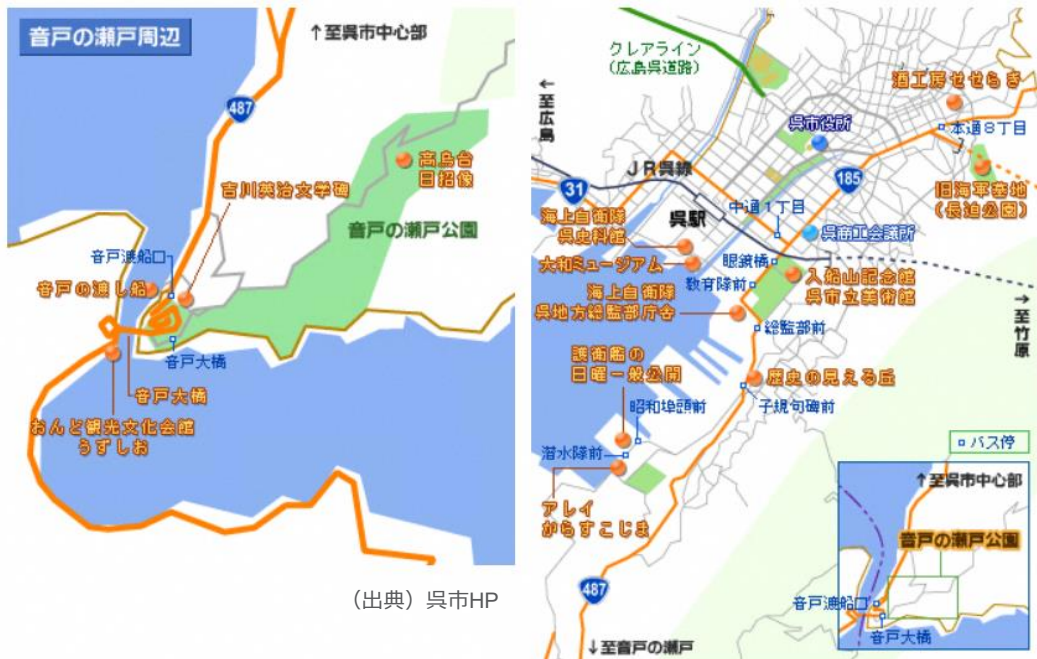 音戸の瀬戸周辺
↑至呉市中心部
487
高烏台
日招像
吉川英治文学碑
音戸の瀬戸公園
音戸漁船口
音戸の渡し船
音戸大橋
音戸大橋
おんど観光文化会館
うずしお
(出典)呉市HP
クレアライン
(広島呉道路)
←至広島
酒工房せせらぎ
呉市役所
本通8丁目
JR呉線
185
31
旧海軍墓地
(長迫公園)
海上自衛隊
呉史料館
呉駅
中通1丁目
呉商工会議所
大和ミュージアム
眼鏡橋
入船山記念館
呉市立美術館
教育隊前
海上自衛隊
呉地方総監部庁舎
→至竹原
総監部前
護衛艦の
日曜一般公開
歴史の見える丘
昭和埠頭前
子規句碑前
潜水隊前
バス停
アレイ
からすこじま
↑至呉市中心部
音戸の瀬戸公園
487
音戸漁船口
音戸大橋
↓至音戸の瀬戸